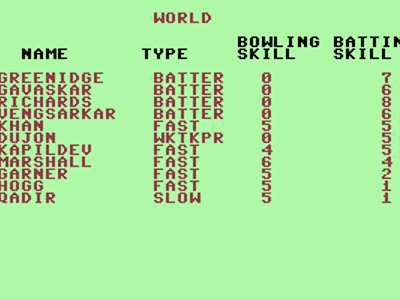 WORLD
BOWLING BATTIN
NAME TYPE SKILL SKILL
GREENIDGE BATTER 0 7
GAVASKAR BATTER 0 6
RICHARDS BATTER 0 8
VENGSARKAR BATTER 0 6
KHAN FAST 5 5
DUJON WKTKPR 0 5
KAPILDEV FAST 4 5
MARSHALL FAST 6 4
GARNER FAST 5 2
HOGG FAST 5 1
QADIR SLOW 5 1